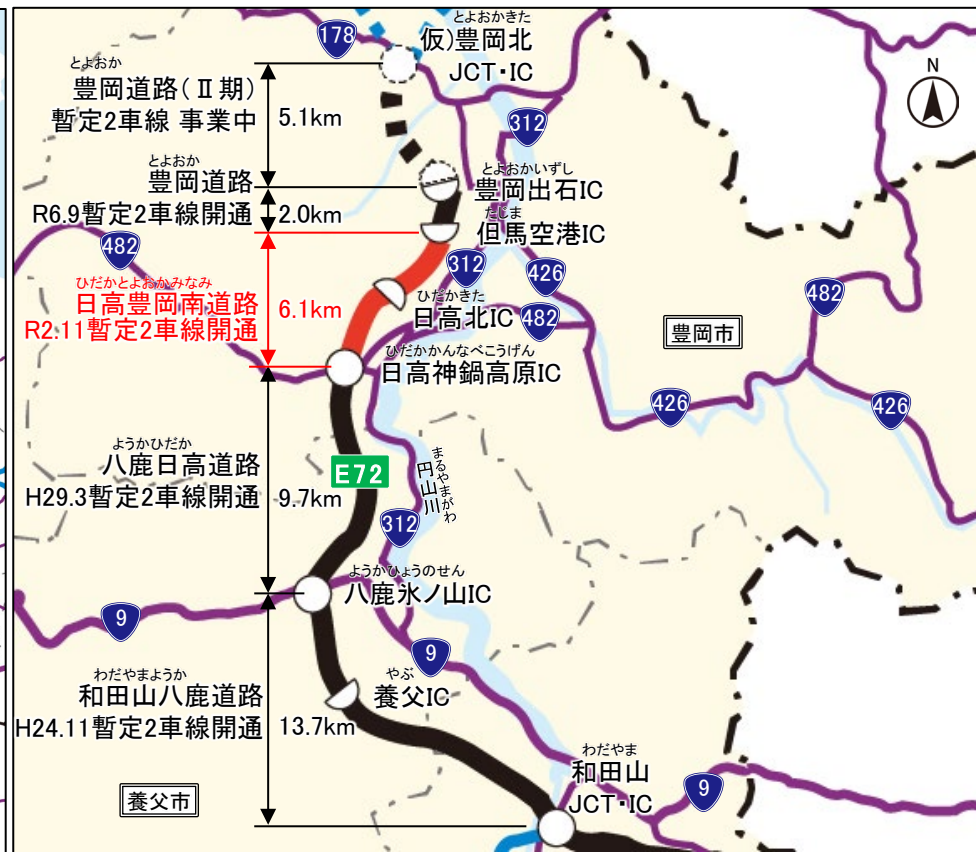 とよおかきた
仮)豊岡北
JCT・IC
178
N
とよおか
豊岡道路(Ⅱ期)
暫定2車線 事業中
5.1km
312
とよおか
豊岡道路
R6.9暫定2車線開通
2.0km
とよおかいずし
豊岡出石IC
たじま
但馬空港IC
482
312
426
482
ひだかとよおかみなみ
日高豊岡南道路
R2.11暫定2車線開通
6.1km
ひだかきた
日高北IC
482
豊岡市
ひだかかんなべこうげん
日高神鍋高原IC
426
426
ようかひだか
八鹿日高道路
H29.3暫定2車線開通
9.7km
E72
まるやまがわ
円山川
312
ようかひょうのせん
八鹿氷ノ山IC
9
9
わだやまようか
和田山八鹿道路
H24.11暫定2車線開通
13.7km
やぶ
養父IC
わだやま
和田山
JCT・IC
9
養父市